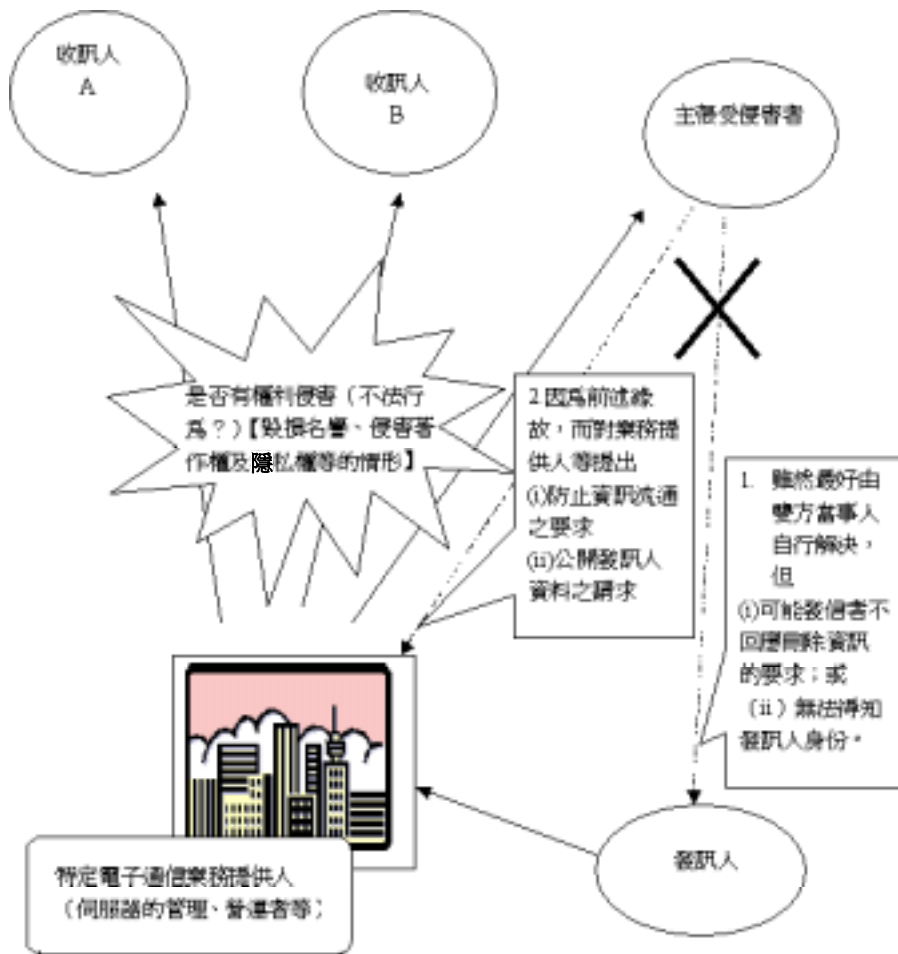 收訊人
A
收訊人
B
主張受侵害者
是否有權利侵害（不法行
為？）【毀損名譽、侵害著
作權及隱私權等的情形】
2.因為前述緣
故，而對業務提
供人等提出
(i)防止資訊流通
之要求
(ii)公開發訊人
資料之請求
1. 雖然最好由
雙方當事人
自行解決，
但
(i)可能發信者不
回應刪除資訊
的要求；或
（ii）無法得知
發訊人身份。
特定電子通信業務提供人
（伺服器的管理、營運者等）
發訊人